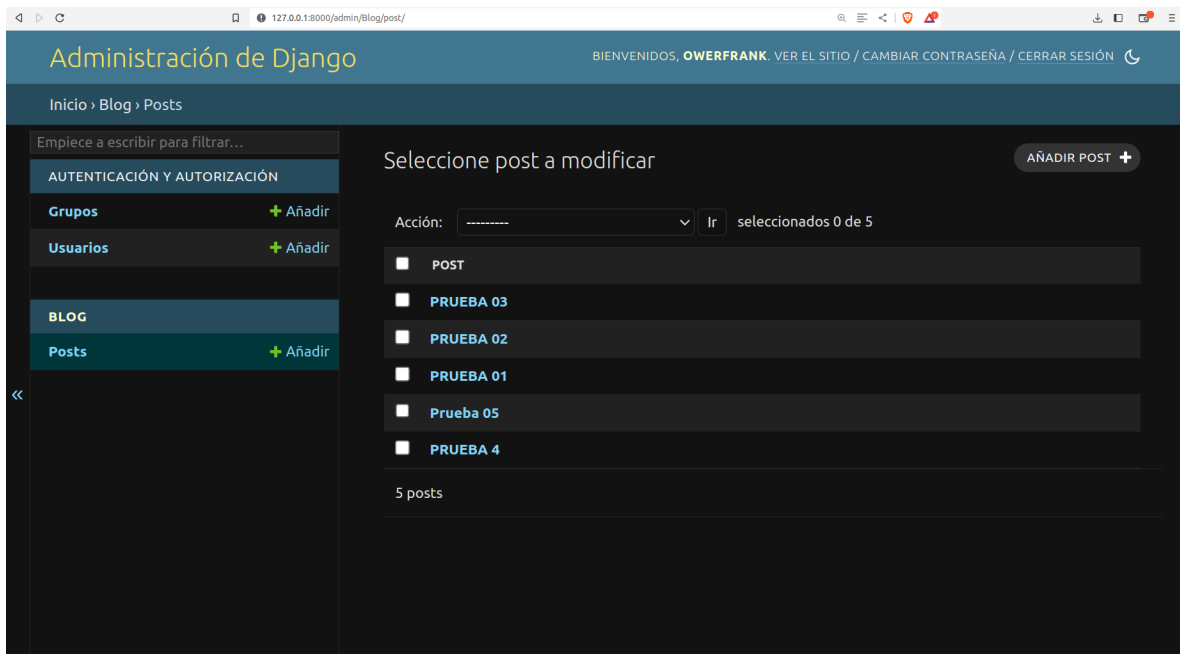 127.0.0.1:8000/admin/Blog/post/
Administración de Django
BIENVENIDOS, OWERFRANK. VER EL SITIO / CAMBIAR CONTRASEÑA / CERRAR SESIÓN
Inicio › Blog › Posts
Empiece a escribir para filtrar...
AUTENTICACIÓN Y AUTORIZACIÓN
Grupos + Añadir
Usuarios + Añadir
BLOG
Posts + Añadir
«
Seleccione post a modificar
AÑADIR POST +
Acción: --------- Ir seleccionados 0 de 5
POST
PRUEBA 03
PRUEBA 02
PRUEBA 01
Prueba 05
PRUEBA 4
5 posts